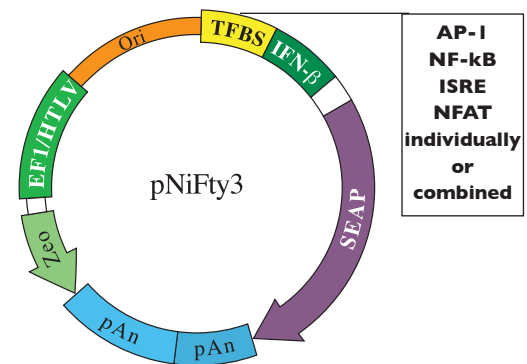 Ori
TFBS
IFN-β
EF1/HTLV
pNiFty3
SEAP
Zeo
pAn
pAn
AP-1
NF-kB
ISRE
NFAT
individually
or
combined